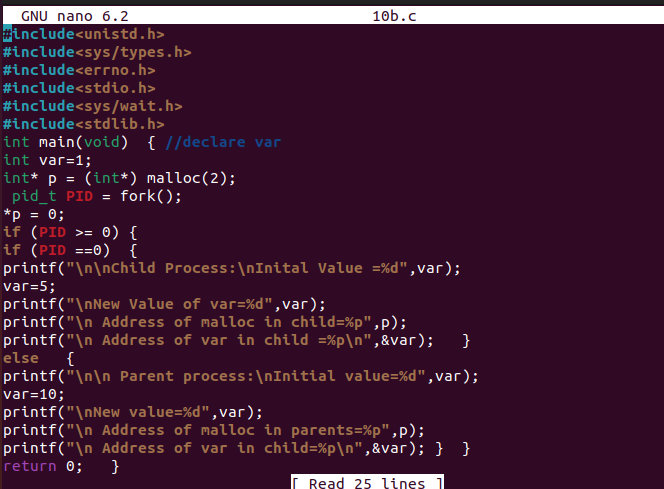 GNU nano 6.2 10b.c
#include<unistd.h>
#include<sys/types.h>
#include<errno.h>
#include<stdio.h>
#include<sys/wait.h>
#include<stdlib.h>
int main(void)  { //declare var
int var=1;
int* p = (int*) malloc(2);
 pid_t PID = fork();
*p = 0;
if (PID >= 0) {
if (PID ==0)  {
printf("\n\nChild Process:\nInital Value =%d",var);
var=5;
printf("\nNew Value of var=%d",var);
printf("\n Address of malloc in child=%p",p);
printf("\n Address of var in child =%p\n",&var);   }
else    {
printf("\n\n Parent process:\nInitial value=%d",var);
var=10;
printf("\nNew value=%d",var);
printf("\n Address of malloc in parents=%p",p);
printf("\n Address of var in child=%p\n",&var); }  }
return 0;   }
[ Read 25 lines ]